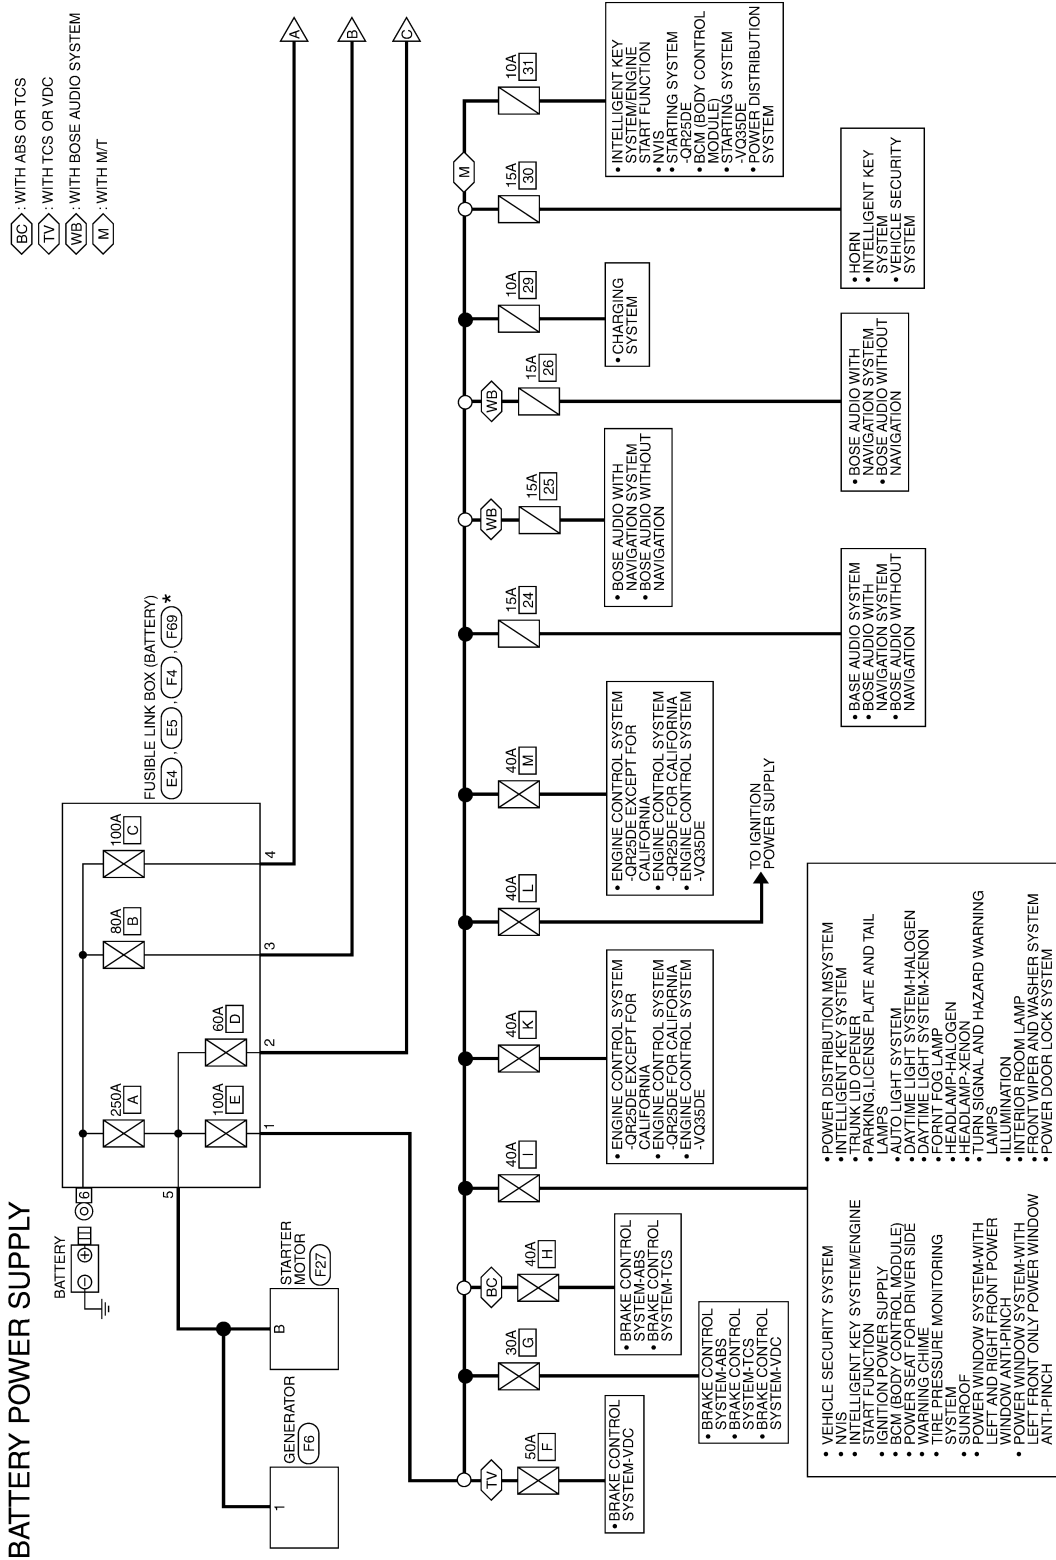 BATTERY POWER SUPPLY
BC : WITH ABS OR TCS
TV : WITH TCS OR VDC
WB : WITH BOSE AUDIO SYSTEM
M : WITH M/T
BATTERY
6
FUSIBLE LINK BOX (BATTERY)
E4 , E5 , F4 , F69 *
250A
A
80A
B
100A
C
100A
E
60A
D
5
1
2
3
4
GENERATOR
F6
1
STARTER
MOTOR
F27
B
A
B
C
TV
50A
F
• BRAKE CONTROL
SYSTEM-VDC
30A
G
• BRAKE CONTROL
SYSTEM-ABS
• BRAKE CONTROL
SYSTEM-TCS
• BRAKE CONTROL
SYSTEM-VDC
BC
40A
H
• BRAKE CONTROL
SYSTEM-ABS
• BRAKE CONTROL
SYSTEM-TCS
40A
I
• VEHICLE SECURITY SYSTEM
• NVIS
• INTELLIGENT KEY SYSTEM/ENGINE
START FUNCTION
• IGNITION POWER SUPPLY
• BCM (BODY CONTROL MODULE)
• POWER SEAT FOR DRIVER SIDE
• WARNING CHIME
• TIRE PRESSURE MONITORING
SYSTEM
• SUNROOF
• POWER WINDOW SYSTEM-WITH
LEFT AND RIGHT FRONT POWER
WINDOW ANTI-PINCH
• POWER WINDOW SYSTEM-WITH
LEFT FRONT ONLY POWER WINDOW
ANTI-PINCH
• POWER DISTRIBUTION MSYSTEM
• INTELLIGENT KEY SYSTEM
• TRUNK LID OPENER
• PARKING,LICENSE PLATE AND TAIL
LAMPS
• AUTO LIGHT SYSTEM
• DAYTIME LIGHT SYSTEM-HALOGEN
• DAYTIME LIGHT SYSTEM-XENON
• FORNT FOG LAMP
• HEADLAMP-HALOGEN
• HEADLAMP-XENON
• TURN SIGNAL AND HAZARD WARNING
LAMPS
• ILLUMINATION
• INTERIOR ROOM LAMP
• FRONT WIPER AND WASHER SYSTEM
• POWER DOOR LOCK SYSTEM
40A
K
• ENGINE CONTROL SYSTEM
-QR25DE EXCEPT FOR
CALIFORNIA
• ENGINE CONTROL SYSTEM
-QR25DE FOR CALIFORNIA
• ENGINE CONTROL SYSTEM
-VQ35DE
40A
L
TO IGNITION
POWER SUPPLY
40A
M
• ENGINE CONTROL SYSTEM
-QR25DE EXCEPT FOR
CALIFORNIA
• ENGINE CONTROL SYSTEM
-QR25DE FOR CALIFORNIA
• ENGINE CONTROL SYSTEM
-VQ35DE
15A
24
• BASE AUDIO SYSTEM
• BOSE AUDIO WITH
NAVIGATION SYSTEM
• BOSE AUDIO WITHOUT
NAVIGATION
WB
15A
25
• BOSE AUDIO WITH
NAVIGATION SYSTEM
• BOSE AUDIO WITHOUT
NAVIGATION
WB
15A
26
• BOSE AUDIO WITH
NAVIGATION SYSTEM
• BOSE AUDIO WITHOUT
NAVIGATION
10A
29
• CHARGING
SYSTEM
15A
30
• HORN
• INTELLIGENT KEY
SYSTEM
• VEHICLE SECURITY
SYSTEM
M
10A
31
• INTELLIGENT KEY
SYSTEM/ENGINE
START FUNCTION
• NVIS
• STARTING SYSTEM
-QR25DE
• BCM (BODY CONTROL
MODULE)
• STARTING SYSTEM
-VQ35DE
• POWER DISTRIBUTION
SYSTEM